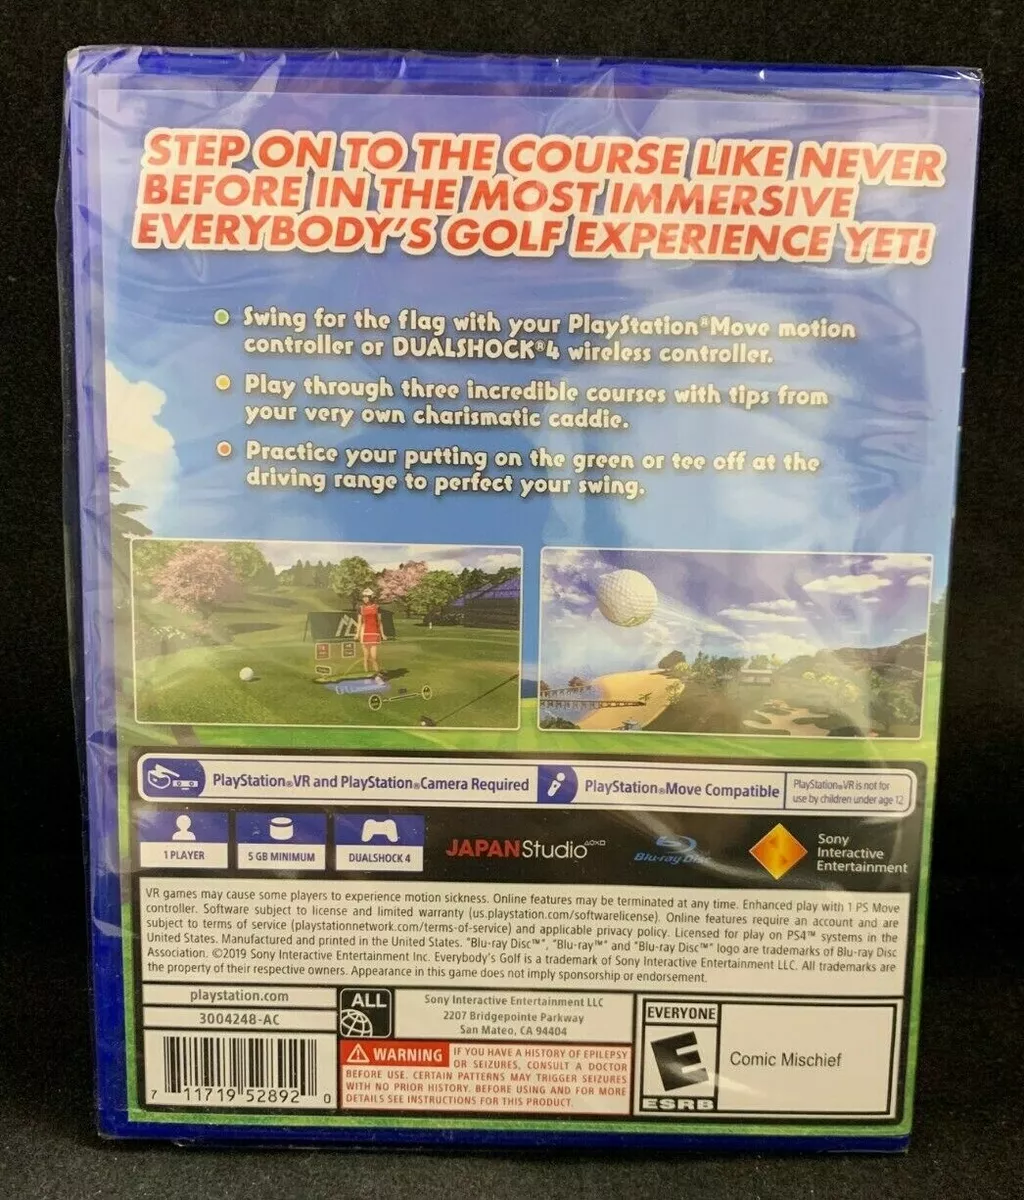 STEP ON TO THE COURSE LIKE NEVER
BEFORE IN THE MOST IMMERSIVE
EVERYBODY'S GOLF EXPERIENCE YET!
Swing for the flag with your PlayStation®Move motion
controller or DUALSHOCK®4 wireless controller.
Play through three incredible courses with tips from
your very own charismatic caddie.
Practice your putting on the green or tee off at the
driving range to perfect your swing.
PlayStation®VR and PlayStation®Camera Required
PlayStation®Move Compatible
PlayStation®VR is not for
use by children under age 12
1 PLAYER
5 GB MINIMUM
DUALSHOCK 4
JAPAN Studio
Blu-ray Disc
Sony
Interactive
Entertainment
VR games may cause some players to experience motion sickness. Online features may be terminated at any time. Enhanced play with 1 PS Move
controller. Software subject to license and limited warranty (us.playstation.com/softwarelicense). Online features require an account and are
subject to terms of service (playstationnetwork.com/terms-of-service) and applicable privacy policy. Licensed for play on PS4™ systems in the
United States. Manufactured and printed in the United States. "Blu-ray Disc™", "Blu-ray™" and "Blu-ray Disc™" logo are trademarks of Blu-ray Disc
Association. ©2019 Sony Interactive Entertainment Inc. Everybody's Golf is a trademark of Sony Interactive Entertainment LLC. All trademarks are
the property of their respective owners. Appearance in this game does not imply sponsorship or endorsement.
playstation.com
3004248-AC
ALL
Sony Interactive Entertainment LLC
2207 Bridgepointe Parkway
San Mateo, CA 94404
WARNING IF YOU HAVE A HISTORY OF EPILEPSY
OR SEIZURES, CONSULT A DOCTOR
BEFORE USE. CERTAIN PATTERNS MAY TRIGGER SEIZURES
WITH NO PRIOR HISTORY. BEFORE USING AND FOR MORE
DETAILS SEE INSTRUCTIONS FOR THIS PRODUCT.
EVERYONE
E
ESRB
Comic Mischief
7 11719 52892 0